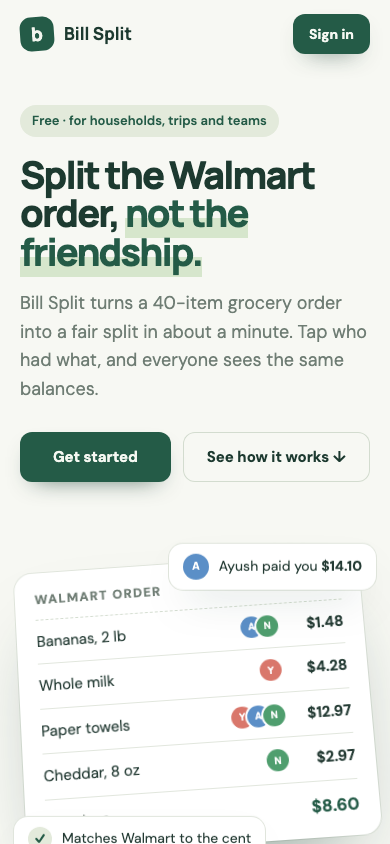 b Bill Split
Sign in
Free · for households, trips and teams
Split the Walmart
order, not the
friendship.
Bill Split turns a 40-item grocery order
into a fair split in about a minute. Tap who
had what, and everyone sees the same
balances.
Get started
See how it works ↓
A Ayush paid you $14.10
WALMART ORDER
Bananas, 2 lb A N $1.48
Whole milk Y $4.28
Paper towels Y A N $12.97
Cheddar, 8 oz N $2.97
$8.60
Matches Walmart to the cent